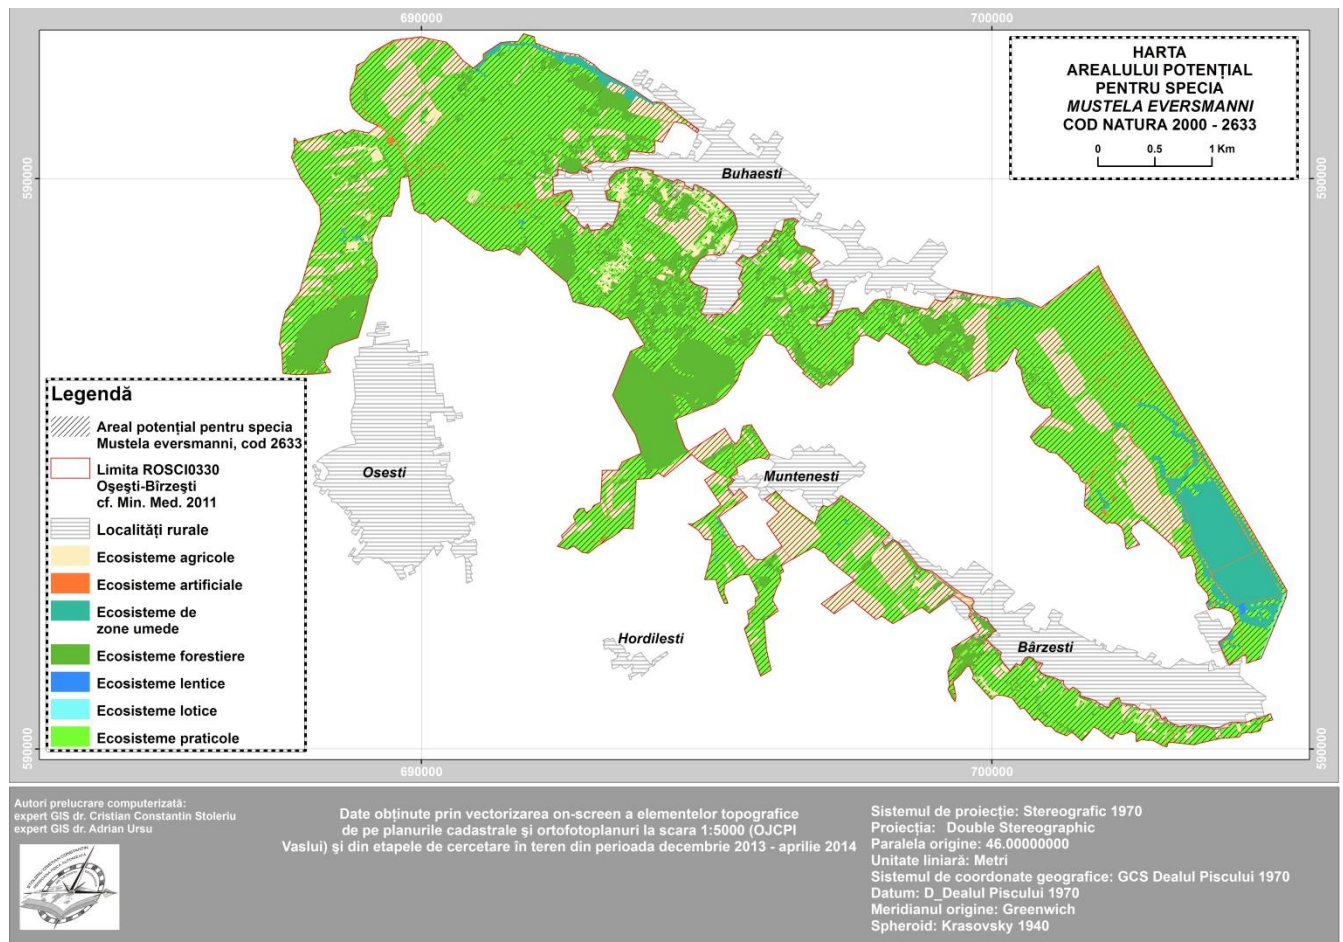 690000
700000
HARTA
AREALULUI POTENȚIAL
PENTRU SPECIA
MUSTELA EVERSMANNI
COD NATURA 2000 - 2633
0 0.5 1 Km
590000
590000
Buhaesti
Legendă
Areal potențial pentru specia
Mustela eversmanni, cod 2633
Limita ROSCI0330
Oșești-Bîrzești
cf. Min. Med. 2011
Localități rurale
Ecosisteme agricole
Ecosisteme artificiale
Ecosisteme de
zone umede
Ecosisteme forestiere
Ecosisteme lentice
Ecosisteme lotice
Ecosisteme praticole
Osesti
Muntenesti
Hordilesti
Bârzesti
590000
590000
690000
700000
Autori prelucrare computerizată:
expert GIS dr. Cristian Constantin Stoleriu
expert GIS dr. Adrian Ursu
Date obținute prin vectorizarea on-screen a elementelor topografice
de pe planurile cadastrale și ortofotoplanuri la scara 1:5000 (OJCPI
Vaslui) și din etapele de cercetare în teren din perioada decembrie 2013 - aprilie 2014
Sistemul de proiecție: Stereografic 1970
Proiecția: Double Stereographic
Paralela origine: 46.00000000
Unitate liniară: Metri
Sistemul de coordonate geografice: GCS Dealul Piscului 1970
Datum: D_Dealul Piscului 1970
Meridianul origine: Greenwich
Spheroid: Krasovsky 1940